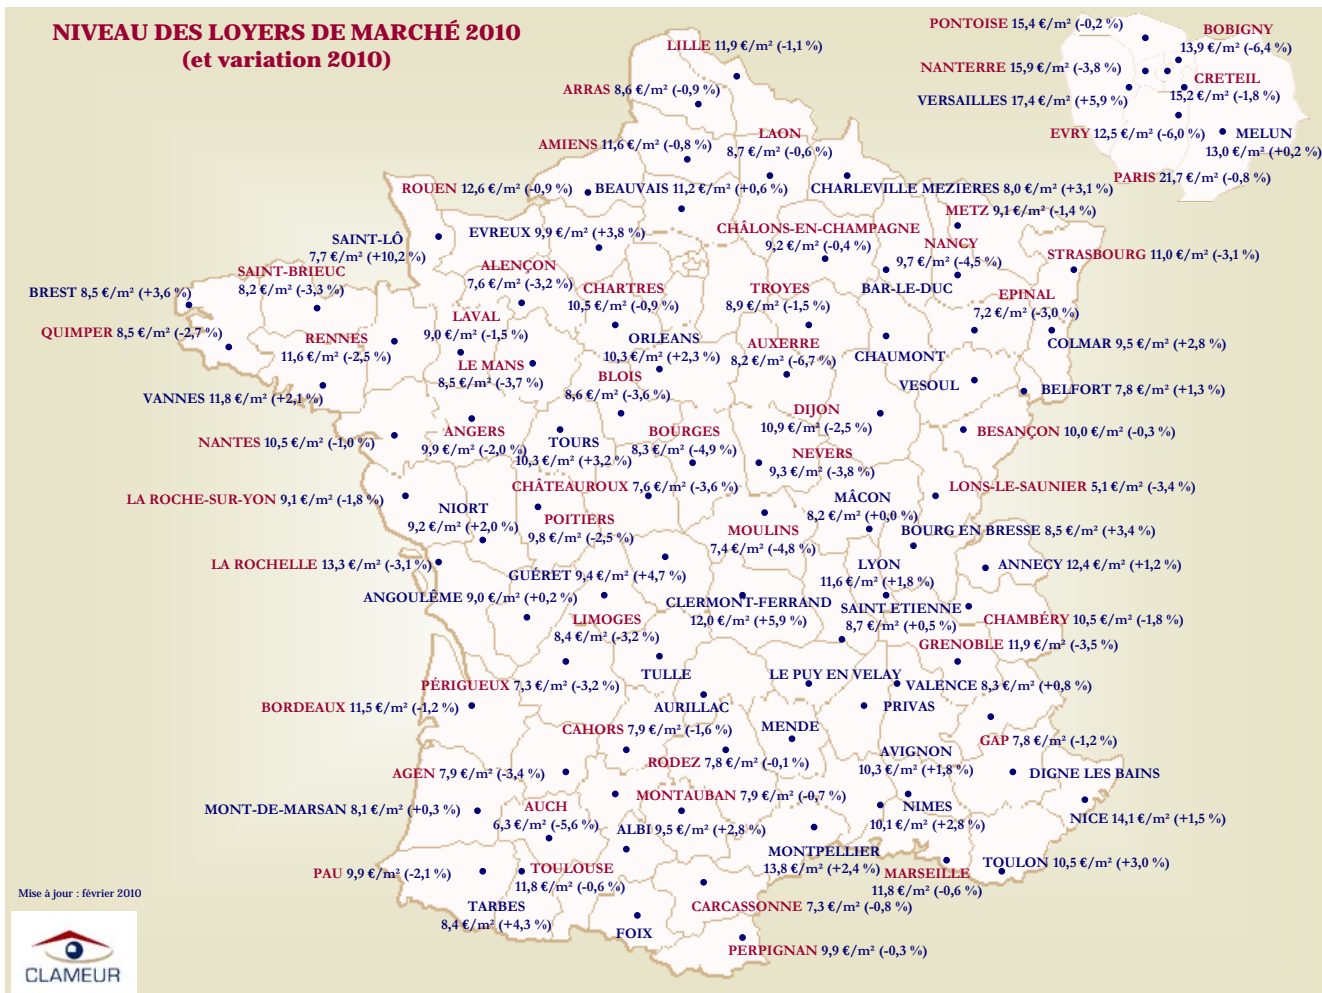 NIVEAU DES LOYERS DE MARCHÉ 2010
(et variation 2010)
PONTOISE 15,4 €/m² (-0,2 %)
BOBIGNY
13,9 €/m² (-6,4 %)
NANTERRE 15,9 €/m² (-3,8 %)
CRETEIL
15,2 €/m² (-1,8 %)
VERSAILLES 17,4 €/m² (+5,9 %)
EVRY 12,5 €/m² (-6,0 %)
MELUN
13,0 €/m² (+0,2 %)
PARIS 21,7 €/m² (-0,8 %)
LILLE 11,9 €/m² (-1,1 %)
ARRAS 8,6 €/m² (-0,9 %)
AMIENS 11,6 €/m² (-0,8 %)
LAON
8,7 €/m² (-0,6 %)
ROUEN 12,6 €/m² (-0,9 %)
BEAUVAIS 11,2 €/m² (+0,6 %)
CHARLEVILLE MEZIERES 8,0 €/m² (+3,1 %)
METZ 9,1 €/m² (-1,4 %)
EVREUX 9,9 €/m² (+3,8 %)
CHÂLONS-EN-CHAMPAGNE
9,2 €/m² (-0,4 %)
NANCY
9,7 €/m² (-4,5 %)
SAINT-LÔ
7,7 €/m² (+10,2 %)
STRASBOURG 11,0 €/m² (-3,1 %)
SAINT-BRIEUC
8,2 €/m² (-3,3 %)
ALENÇON
7,6 €/m² (-3,2 %)
CHARTRES
10,5 €/m² (-0,9 %)
TROYES
8,9 €/m² (-1,5 %)
BAR-LE-DUC
BREST 8,5 €/m² (+3,6 %)
EPINAL
7,2 €/m² (-3,0 %)
QUIMPER 8,5 €/m² (-2,7 %)
RENNES
11,6 €/m² (-2,5 %)
LAVAL
9,0 €/m² (-1,5 %)
ORLEANS
10,3 €/m² (+2,3 %)
AUXERRE
8,2 €/m² (-6,7 %)
CHAUMONT
COLMAR 9,5 €/m² (+2,8 %)
LE MANS
8,5 €/m² (-3,7 %)
BLOIS
8,6 €/m² (-3,6 %)
VESOUL
BELFORT 7,8 €/m² (+1,3 %)
VANNES 11,8 €/m² (+2,1 %)
DIJON
10,9 €/m² (-2,5 %)
NANTES 10,5 €/m² (-1,0 %)
ANGERS
9,9 €/m² (-2,0 %)
TOURS
10,3 €/m² (+3,2 %)
BOURGES
8,3 €/m² (-4,9 %)
BESANÇON 10,0 €/m² (-0,3 %)
NEVERS
9,3 €/m² (-3,8 %)
CHÂTEAUROUX 7,6 €/m² (-3,6 %)
LONS-LE-SAUNIER 5,1 €/m² (-3,4 %)
LA ROCHE-SUR-YON 9,1 €/m² (-1,8 %)
NIORT
9,2 €/m² (+2,0 %)
POITIERS
9,8 €/m² (-2,5 %)
MÂCON
8,2 €/m² (+0,0 %)
MOULINS
7,4 €/m² (-4,8 %)
BOURG EN BRESSE 8,5 €/m² (+3,4 %)
LA ROCHELLE 13,3 €/m² (-3,1 %)
GUÉRET 9,4 €/m² (+4,7 %)
LYON
11,6 €/m² (+1,8 %)
ANNECY 12,4 €/m² (+1,2 %)
ANGOULÊME 9,0 €/m² (+0,2 %)
CLERMONT-FERRAND
12,0 €/m² (+5,9 %)
SAINT ETIENNE
8,7 €/m² (+0,5 %)
LIMOGES
8,4 €/m² (-3,2 %)
CHAMBÉRY 10,5 €/m² (-1,8 %)
GRENOBLE 11,9 €/m² (-3,5 %)
TULLE
LE PUY EN VELAY
PÉRIGUEUX 7,3 €/m² (-3,2 %)
VALENCE 8,3 €/m² (+0,8 %)
BORDEAUX 11,5 €/m² (-1,2 %)
AURILLAC
PRIVAS
CAHORS 7,9 €/m² (-1,6 %)
MENDE
GAP 7,8 €/m² (-1,2 %)
RODEZ 7,8 €/m² (-0,1 %)
AVIGNON
10,3 €/m² (+1,8 %)
AGEN 7,9 €/m² (-3,4 %)
DIGNE LES BAINS
MONTAUBAN 7,9 €/m² (-0,7 %)
MONT-DE-MARSAN 8,1 €/m² (+0,3 %)
AUCH
6,3 €/m² (-5,6 %)
NIMES
10,1 €/m² (+2,8 %)
NICE 14,1 €/m² (+1,5 %)
ALBI 9,5 €/m² (+2,8 %)
MONTPELLIER
13,8 €/m² (+2,4 %)
PAU 9,9 €/m² (-2,1 %)
TOULOUSE
11,8 €/m² (-0,6 %)
MARSEILLE
11,8 €/m² (-0,6 %)
TOULON 10,5 €/m² (+3,0 %)
Mise à jour : février 2010
TARBES
8,4 €/m² (+4,3 %)
CARCASSONNE 7,3 €/m² (-0,8 %)
FOIX
PERPIGNAN 9,9 €/m² (-0,3 %)
CLAMEUR